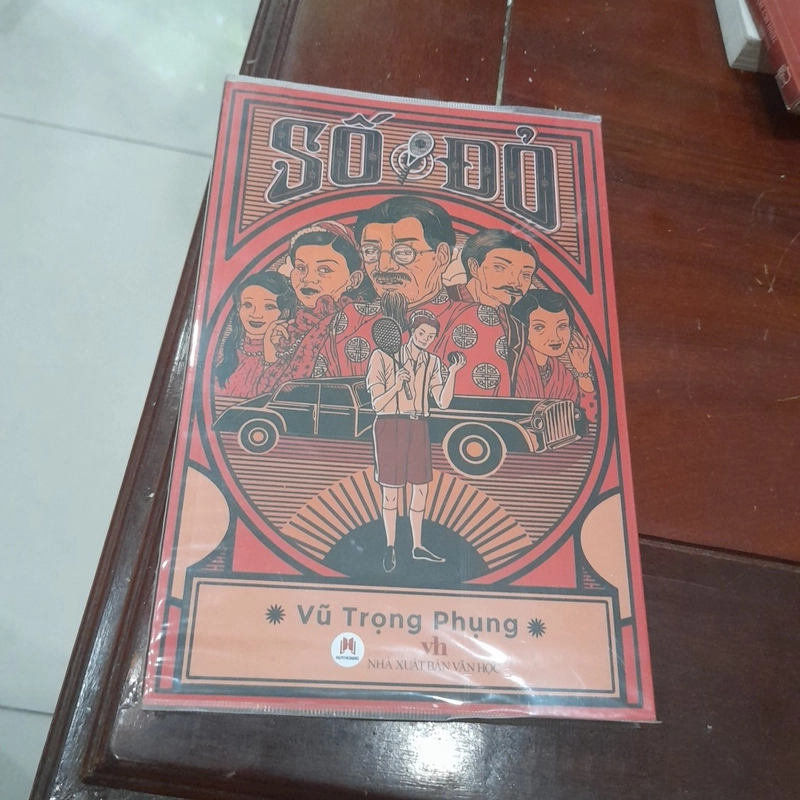 SỐ ĐỎ
Vũ Trọng Phụng
vh
NHÀ XUẤT BẢN VĂN HỌC